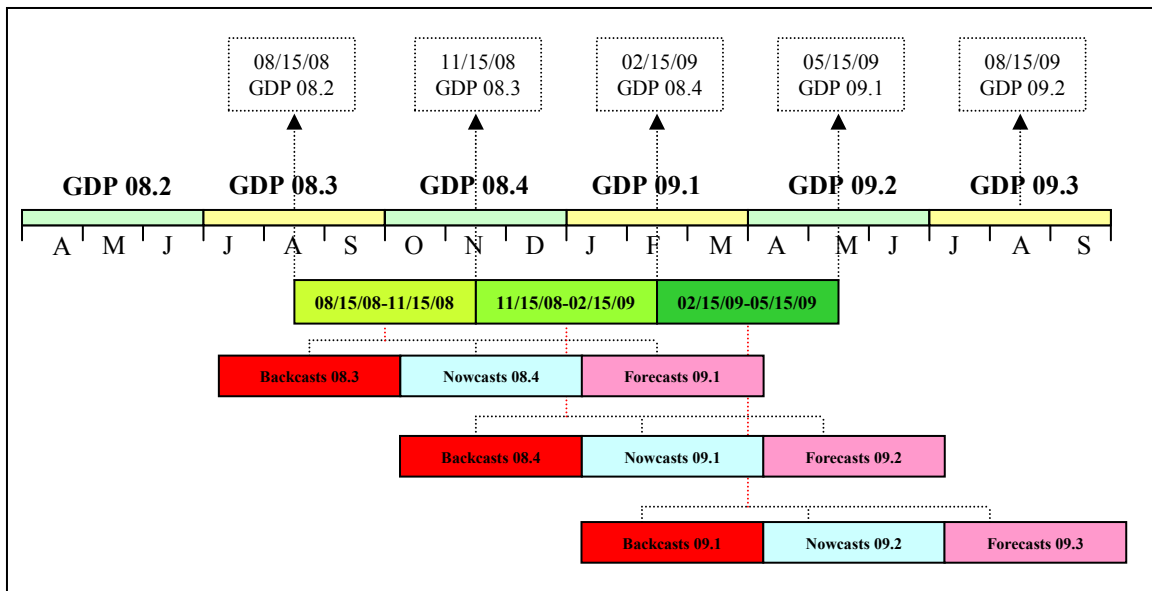 08/15/08
GDP 08.2
11/15/08
GDP 08.3
02/15/09
GDP 08.4
05/15/09
GDP 09.1
08/15/09
GDP 09.2
GDP 08.2 GDP 08.3 GDP 08.4 GDP 09.1 GDP 09.2 GDP 09.3
A M J J A S O N D J F M A M J J A S
08/15/08-11/15/08 11/15/08-02/15/09 02/15/09-05/15/09
Backcasts 08.3 Nowcasts 08.4 Forecasts 09.1
Backcasts 08.4 Nowcasts 09.1 Forecasts 09.2
Backcasts 09.1 Nowcasts 09.2 Forecasts 09.3